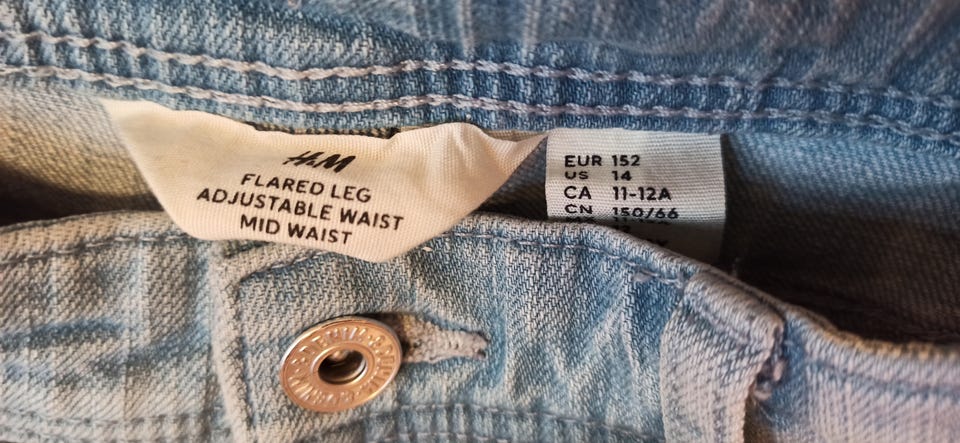 H&M
FLARED LEG
ADJUSTABLE WAIST
MID WAIST
EUR 152
US 14
CA 11-12A
CN 150/66